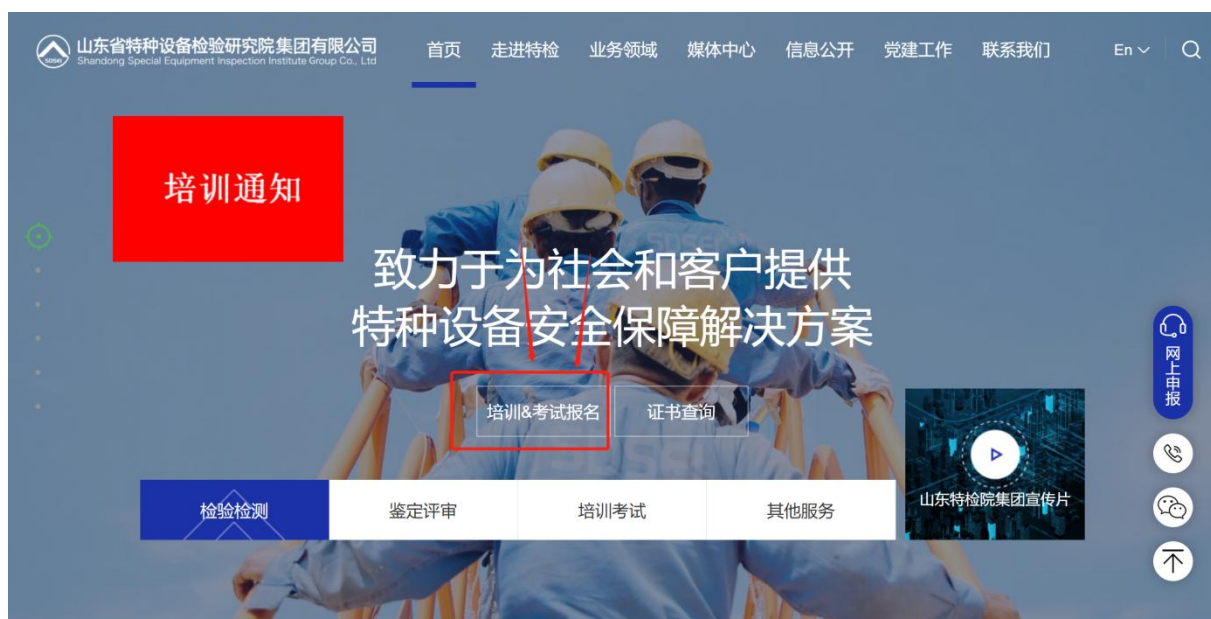 山东省特种设备检验研究院集团有限公司
Shandong Special Equipment Inspection Institute Group Co., Ltd
首页 走进特检 业务领域 媒体中心 信息公开 党建工作 联系我们 En
培训通知
致力于为社会和客户提供
特种设备安全保障解决方案
培训&考试报名 证书查询
网上申报
检验检测 鉴定评审 培训考试 其他服务
山东特检院集团宣传片